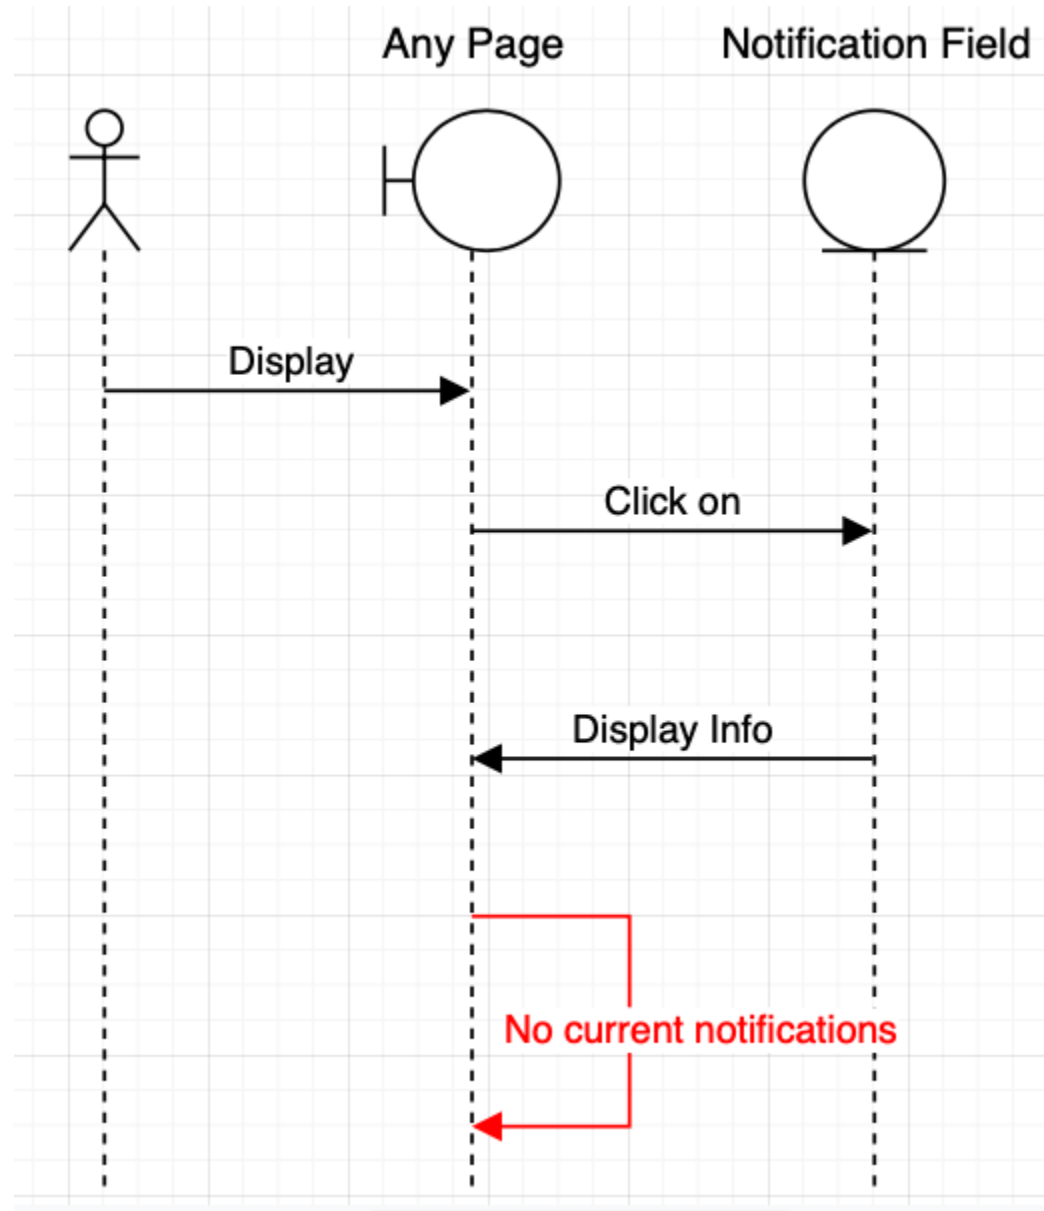 Any Page
Notification Field
Display
Click on
Display Info
No current notifications